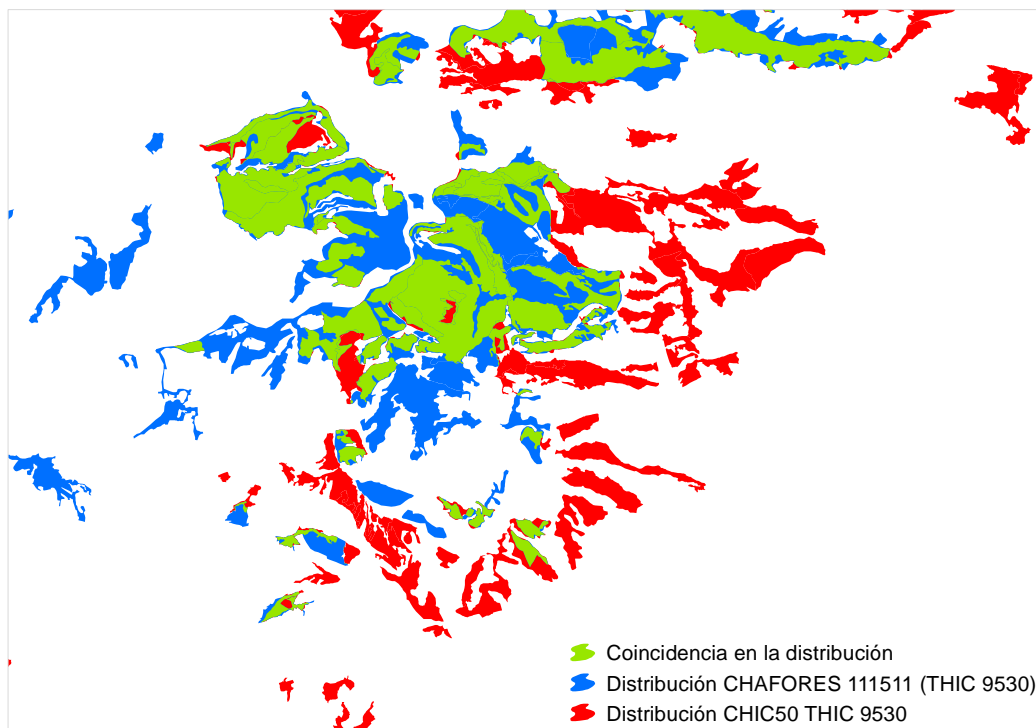 Coincidencia en la distribución
Distribución CHAFORES 111511 (THIC 9530)
Distribución CHIC50 THIC 9530